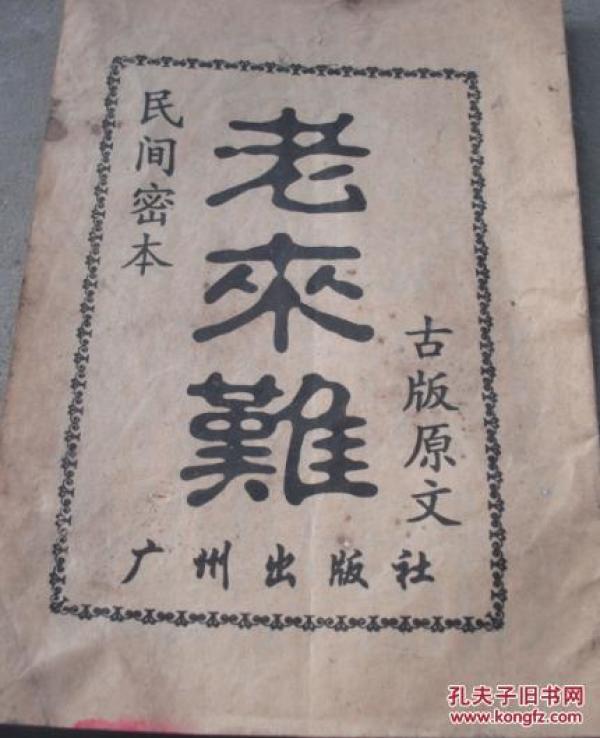 民间密本
老來難
古版原文
广州出版社
孔夫子旧书网
www.kongfz.com